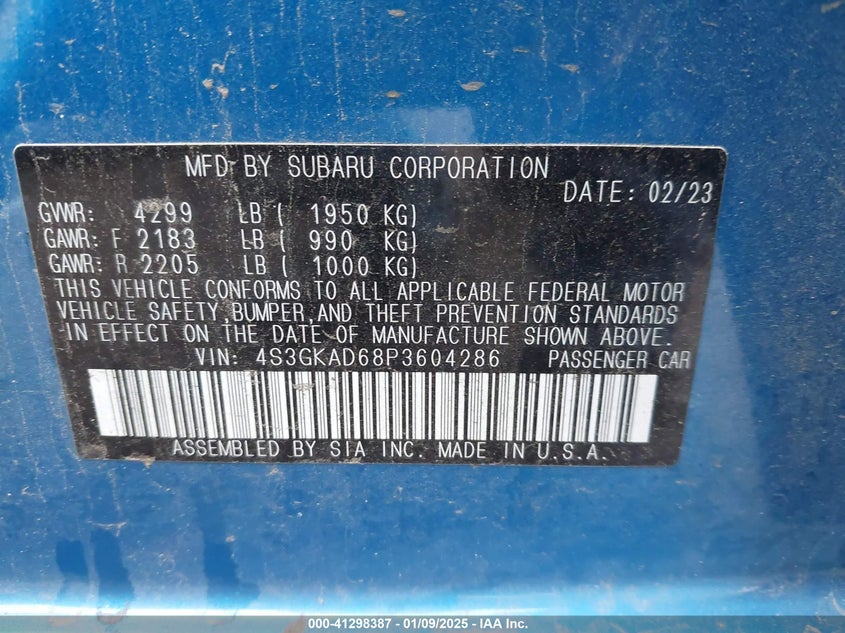 MFD BY SUBARU CORPORATION
DATE: 02/23
GVWR: 4299 LB ( 1950 KG)
GAWR: F 2183 LB ( 990 KG)
GAWR: R 2205 LB ( 1000 KG)
THIS VEHICLE CONFORMS TO ALL APPLICABLE FEDERAL MOTOR
VEHICLE SAFETY, BUMPER, AND THEFT PREVENTION STANDARDS
IN EFFECT ON THE DATE OF MANUFACTURE SHOWN ABOVE.
VIN: 4S3GKAD68P3604286 PASSENGER CAR
ASSEMBLED BY SIA INC. MADE IN U.S.A.
000-41298387 - 01/09/2025 - IAA Inc.